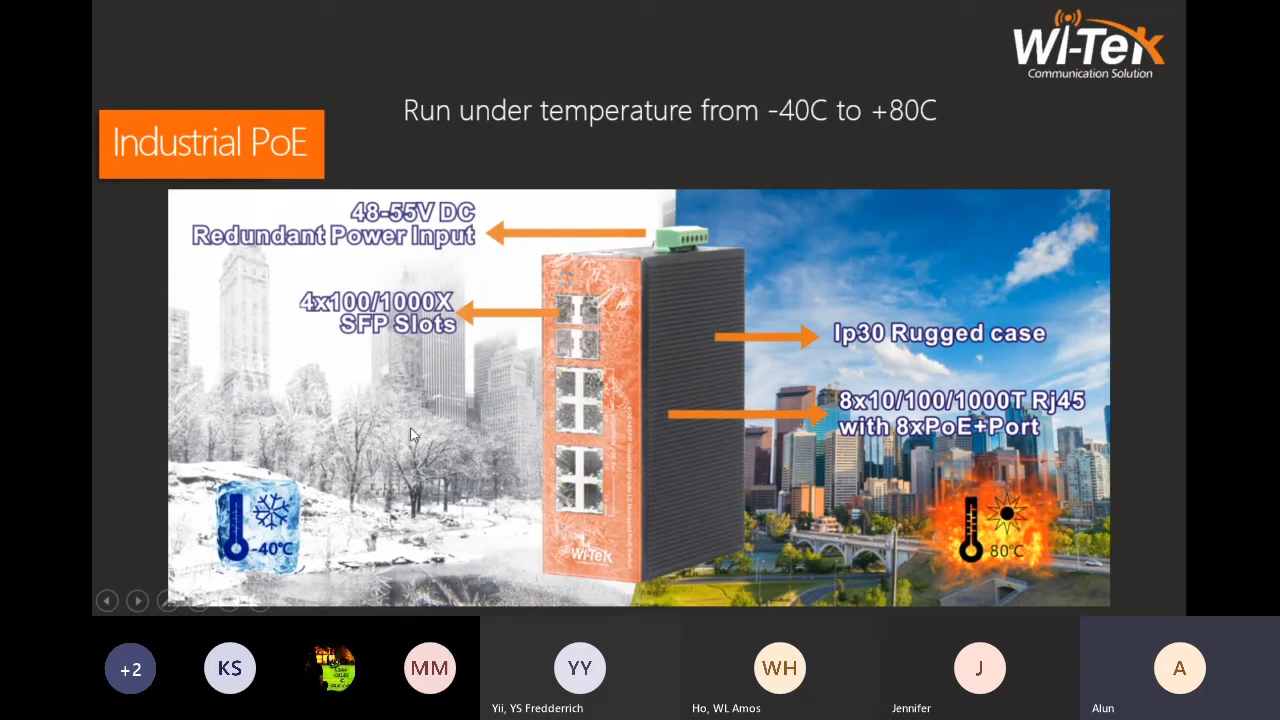 Wi-Tek
Communication Solution
Run under temperature from -40C to +80C
Industrial PoE
48-55V DC
Redundant Power Input
4x100/1000X
SFP Slots
Ip30 Rugged case
8x10/100/1000T Rj45
with 8xPoE+Port
-40℃
80℃
Wi-Tek
+2
KS
MM
YY
WH
J
A
Yii, YS Fredderrich
Ho, WL Amos
Jennifer
Alun